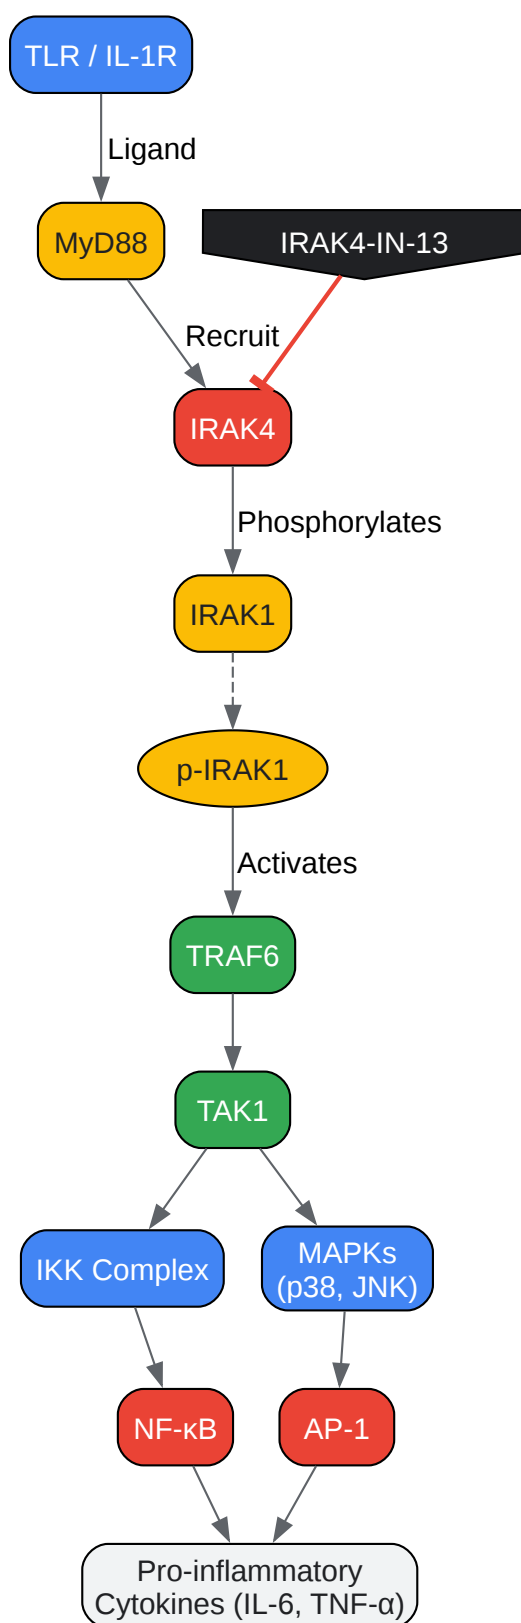 TLR / IL-1R
Ligand
MyD88
IRAK4-IN-13
Recruit
IRAK4
Phosphorylates
IRAK1
p-IRAK1
Activates
TRAF6
TAK1
IKK Complex
MAPKs
(p38, JNK)
NF-κB
AP-1
Pro-inflammatory
Cytokines (IL-6, TNF-α)